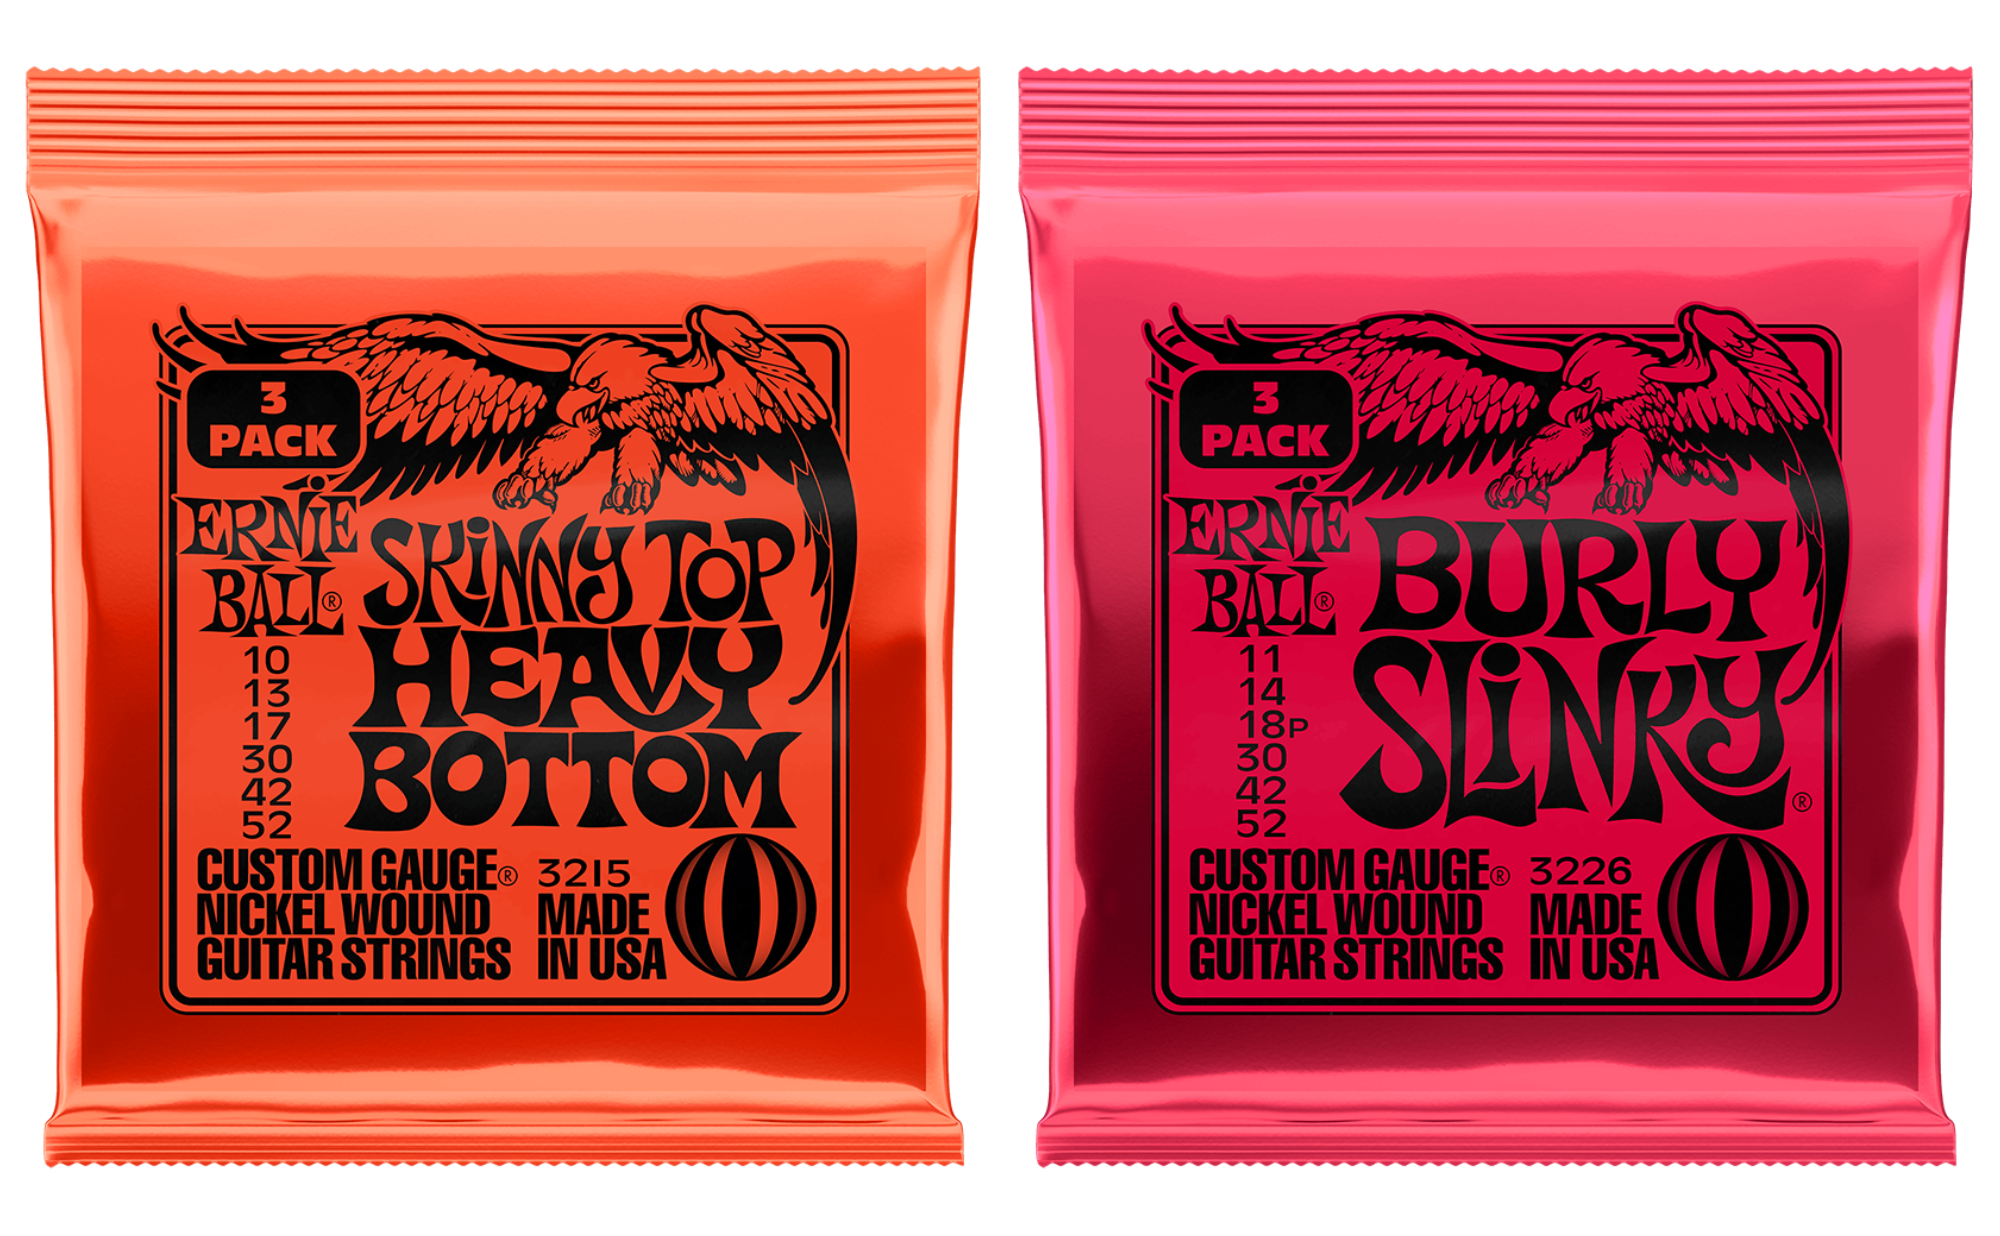 3
PACK
ERNIE
BALL®
SKINNY TOP
HEAVY
BOTTOM
10
13
17
30
42
52
CUSTOM GAUGE®
NICKEL WOUND
GUITAR STRINGS
3215
MADE
IN USA
3
PACK
ERNIE
BALL®
BURLY
SLINKY®
11
14
18P
30
42
52
CUSTOM GAUGE®
NICKEL WOUND
GUITAR STRINGS
3226
MADE
IN USA